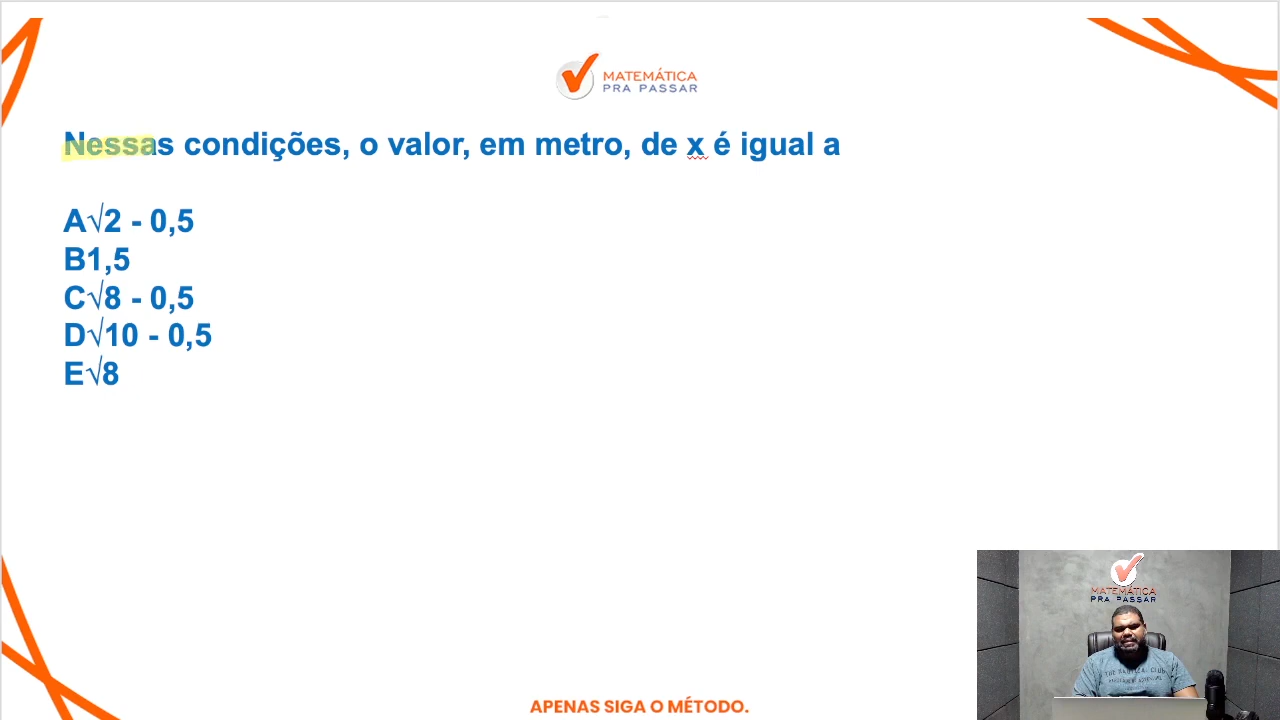 MATEMÁTICA
PRA PASSAR
Nessas condições, o valor, em metro, de x é igual a
A√2 - 0,5
B1,5
C√8 - 0,5
D√10 - 0,5
E√8
MATEMÁTICA
PRA PASSAR
APENAS SIGA O MÉTODO.